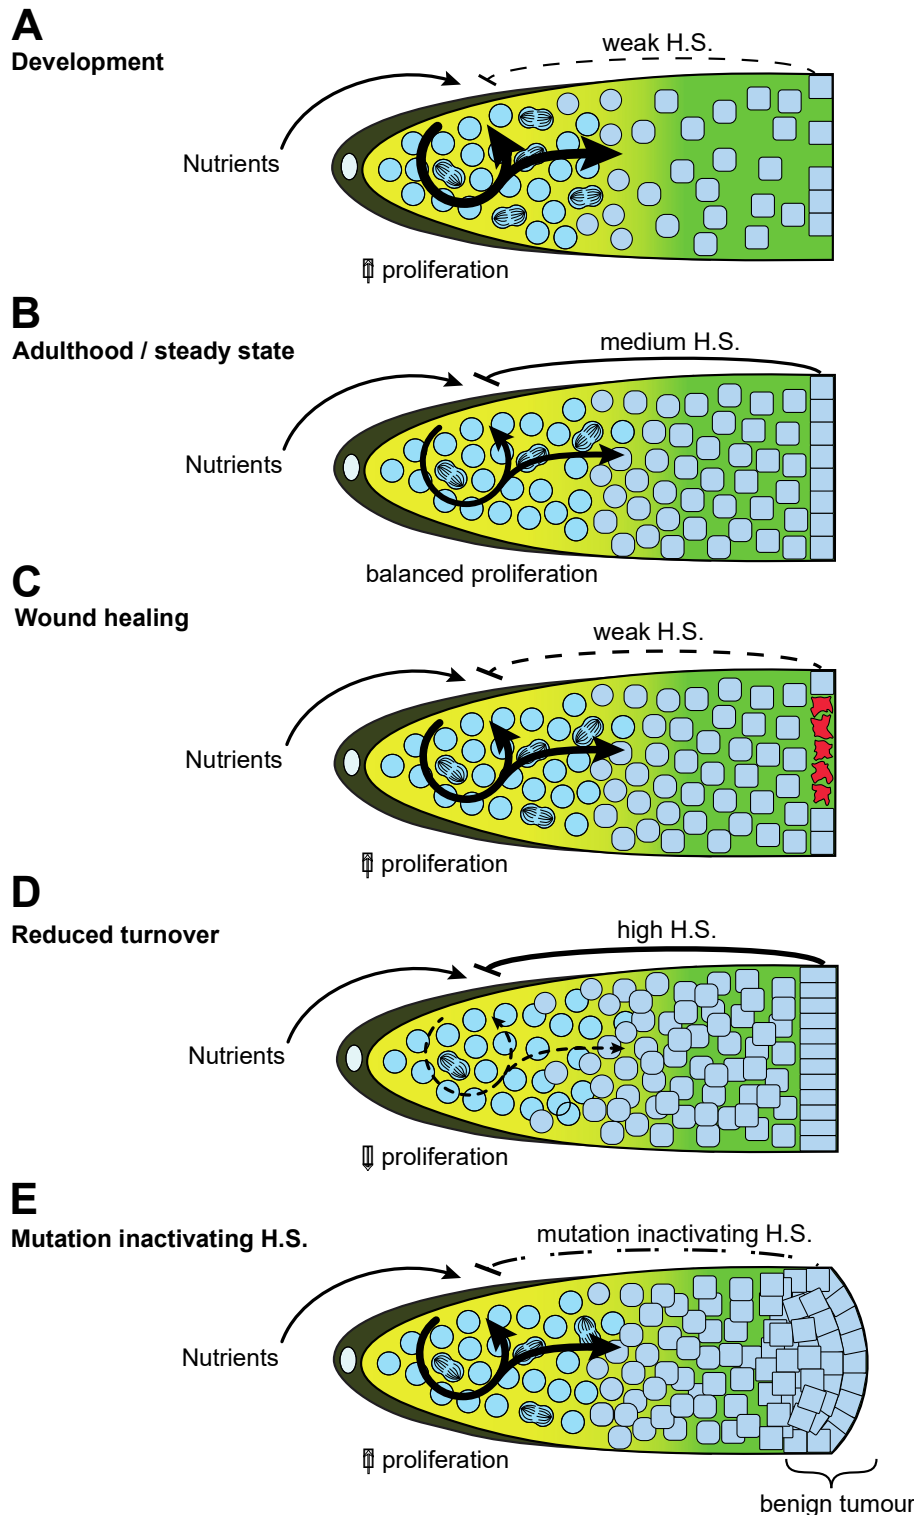 A
Development
weak H.S.
Nutrients
proliferation
B
Adulthood / steady state
medium H.S.
Nutrients
balanced proliferation
C
Wound healing
weak H.S.
Nutrients
proliferation
D
Reduced turnover
high H.S.
Nutrients
proliferation
E
Mutation inactivating H.S.
mutation inactivating H.S.
Nutrients
proliferation
benign tumour